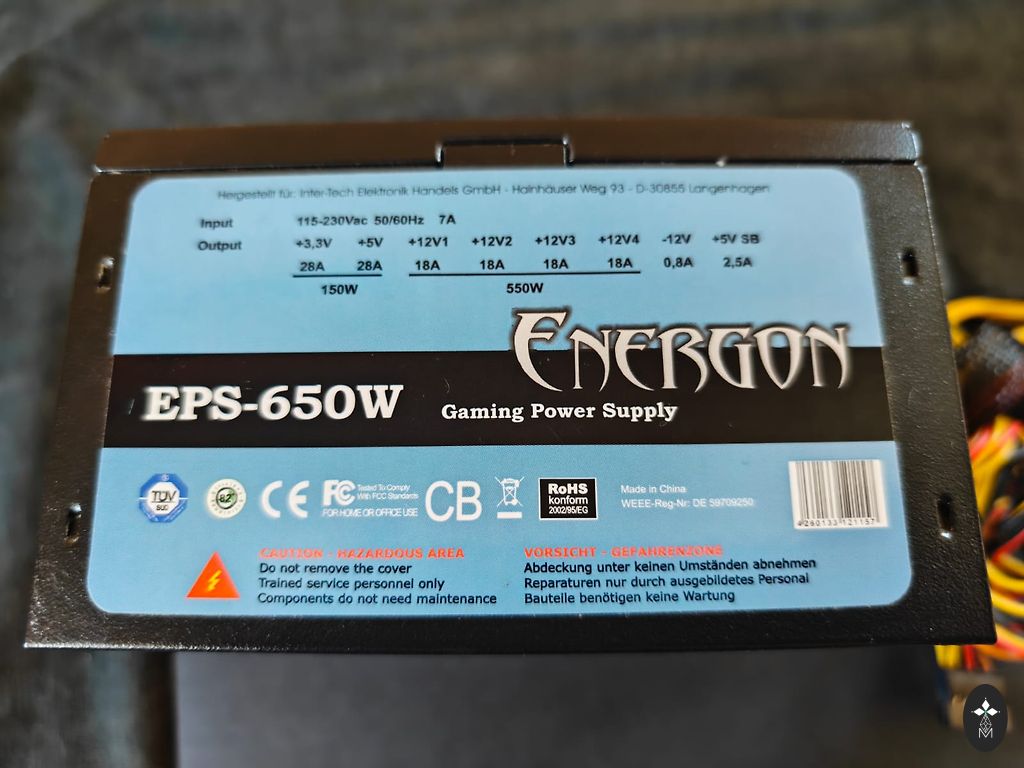 Hergestellt für: Inter-Tech Elektronik Handels GmbH - Hainhäuser Weg 93 - D-30855 Langenhagen
Input 115-230Vac 50/60Hz 7A
Output +3,3V +5V +12V1 +12V2 +12V3 +12V4 -12V +5V SB
28A 28A 18A 18A 18A 18A 0,8A 2,5A
150W 550W
ENERGON
EPS-650W Gaming Power Supply
TÜV
SÜD
82+
CE
FC Tested To Comply
With FCC Standards
FOR HOME OR OFFICE USE
CB
RoHS
konform
2002/95/EG
Made in China
WEEE-Reg-Nr: DE 59709250
4260133 121157
CAUTION - HAZARDOUS AREA
Do not remove the cover
Trained service personnel only
Components do not need maintenance
VORSICHT - GEFAHRENZONE
Abdeckung unter keinen Umständen abnehmen
Reparaturen nur durch ausgebildetes Personal
Bauteile benötigen keine Wartung
M